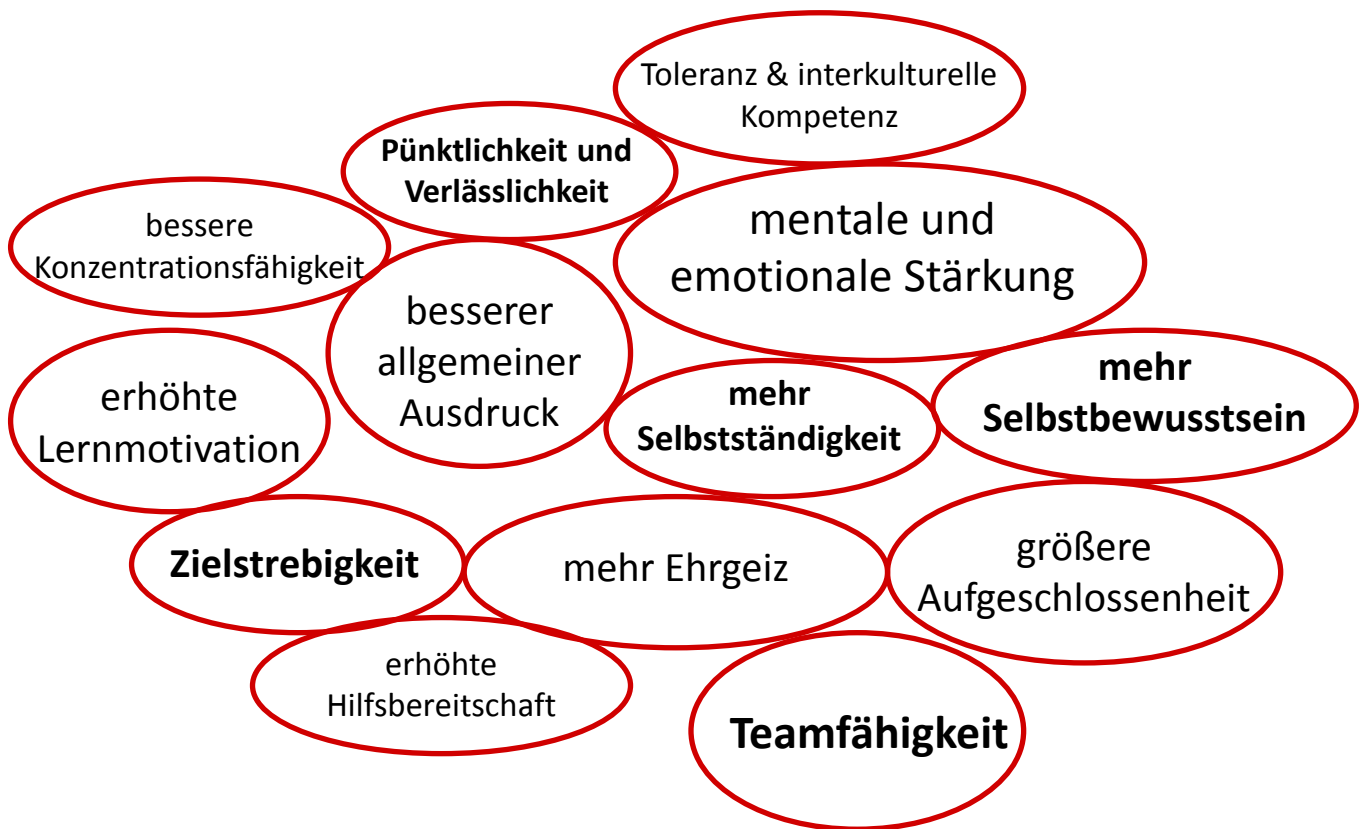 Toleranz & interkulturelle
Kompetenz
Pünktlichkeit und
Verlässlichkeit
bessere
Konzentrationsfähigkeit
mentale und
emotionale Stärkung
besserer
allgemeiner
Ausdruck
erhöhte
Lernmotivation
mehr
Selbstständigkeit
mehr
Selbstbewusstsein
Zielstrebigkeit
mehr Ehrgeiz
größere
Aufgeschlossenheit
erhöhte
Hilfsbereitschaft
Teamfähigkeit